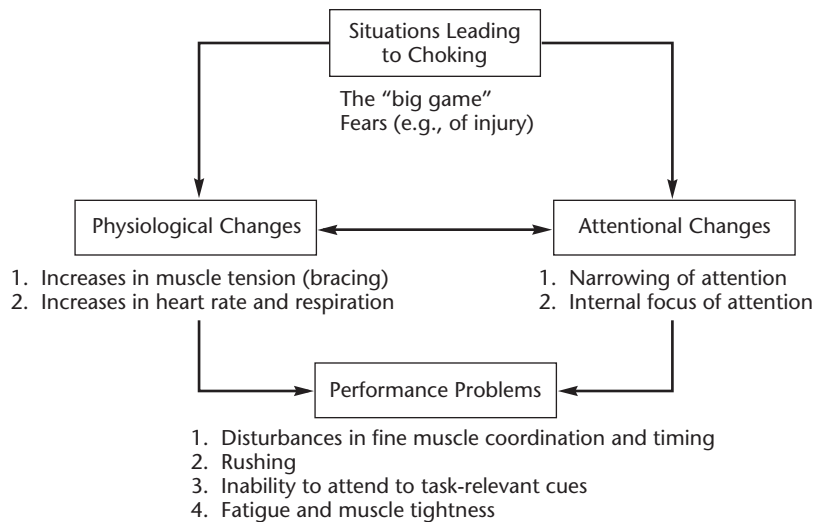 Situations Leading
to Choking
The “big game”
Fears (e.g., of injury)
Physiological Changes
1. Increases in muscle tension (bracing)
2. Increases in heart rate and respiration
Attentional Changes
1. Narrowing of attention
2. Internal focus of attention
Performance Problems
1. Disturbances in fine muscle coordination and timing
2. Rushing
3. Inability to attend to task-relevant cues
4. Fatigue and muscle tightness